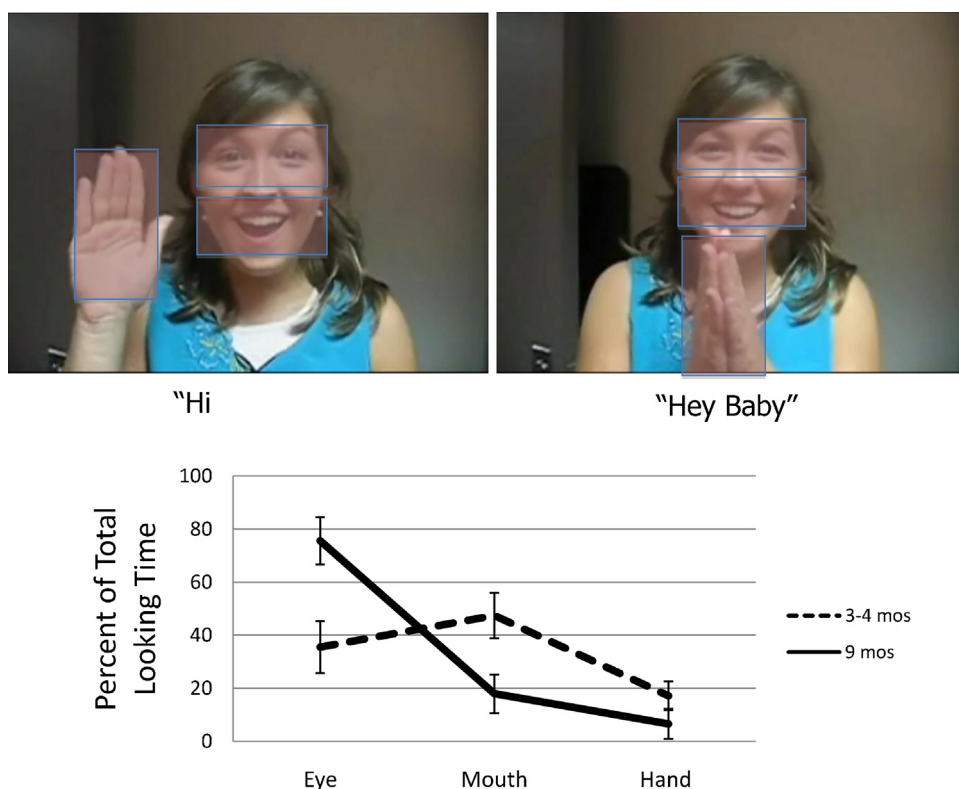 "Hi
"Hey Baby"
Percent of Total
Looking Time
100
80
60
40
20
0
Eye
Mouth
Hand
3-4 mos
9 mos